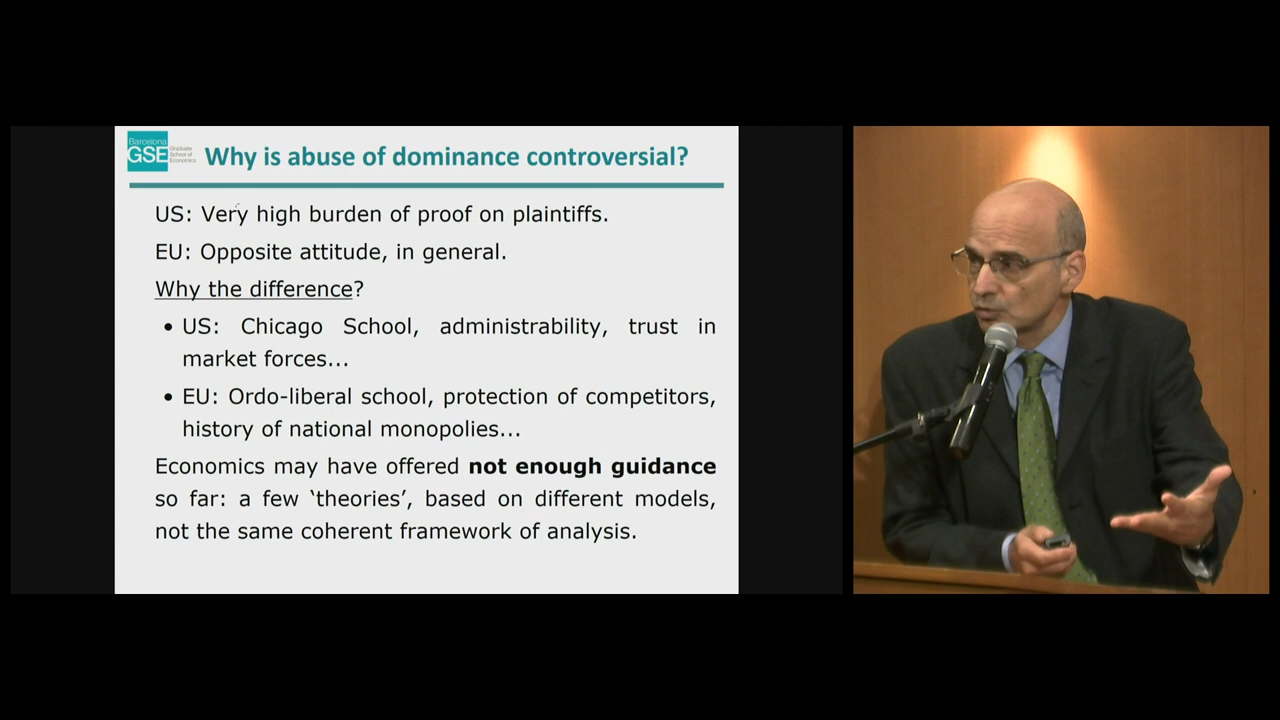 Barcelona
GSE
Graduate
School of
Economics
Why is abuse of dominance controversial?
US: Very high burden of proof on plaintiffs.
EU: Opposite attitude, in general.
Why the difference?
• US: Chicago School, administrability, trust in
market forces...
• EU: Ordo-liberal school, protection of competitors,
history of national monopolies...
Economics may have offered not enough guidance
so far: a few ‘theories’, based on different models,
not the same coherent framework of analysis.